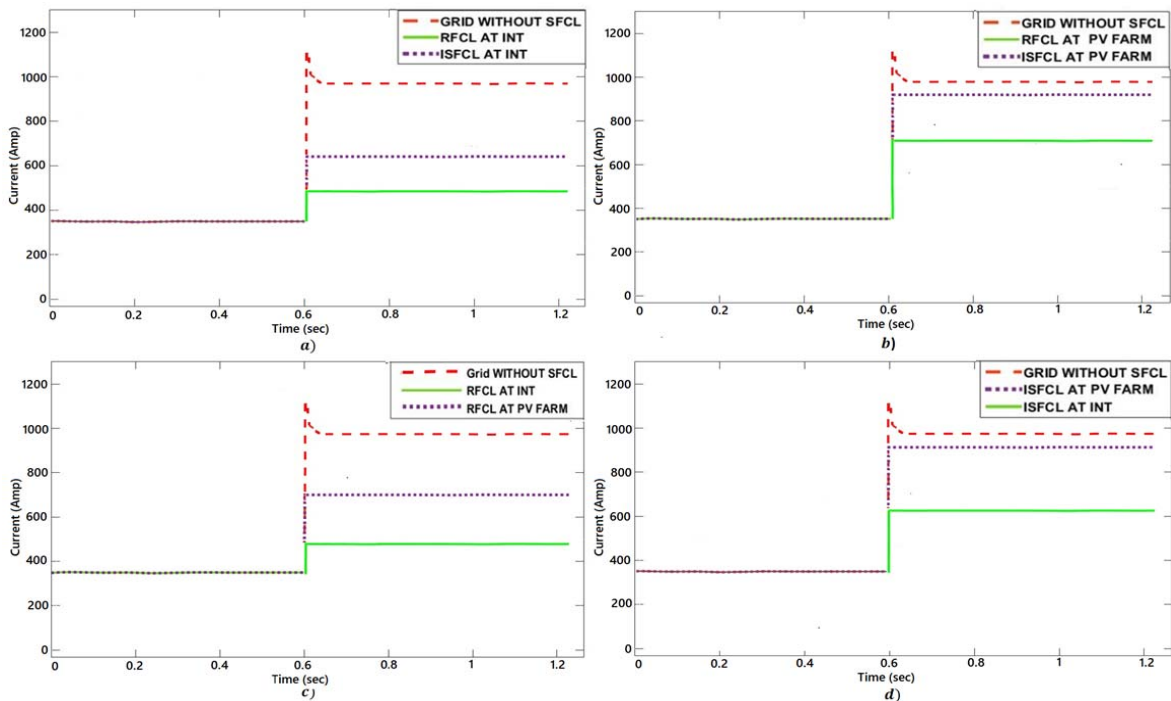 GRID WITHOUT SFCL
RFCL AT INT
ISFCL AT INT
1200
1000
800
600
400
200
0
Current (Amp)
0 0.2 0.4 0.6 0.8 1 1.2
Time (sec)
a)
GRID WITHOUT SFCL
RFCL AT PV FARM
ISFCL AT PV FARM
1200
1000
800
600
400
200
0
Current (Amp)
0 0.2 0.4 0.6 0.8 1 1.2
Time (sec)
b)
Grid WITHOUT SFCL
RFCL AT INT
RFCL AT PV FARM
1200
1000
800
600
400
200
0
Current (Amp)
0 0.2 0.4 0.6 0.8 1 1.2
Time (sec)
c)
GRID WITHOUT SFCL
ISFCL AT PV FARM
ISFCL AT INT
1200
1000
800
600
400
200
0
Current (Amp)
0 0.2 0.4 0.6 0.8 1 1.2
Time (sec)
d)